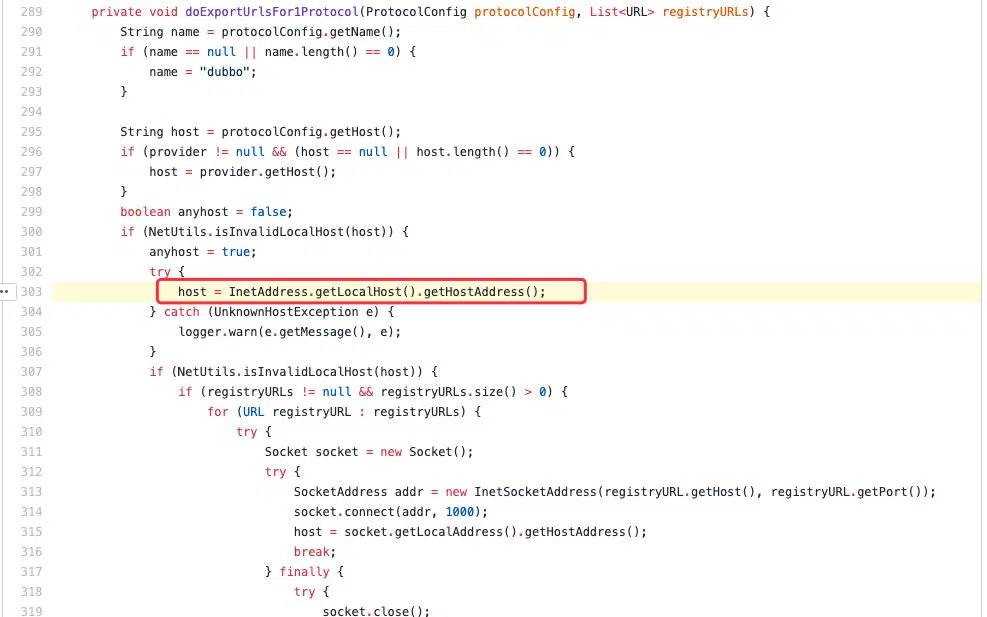 289 private void doExportUrlsFor1Protocol(ProtocolConfig protocolConfig, List<URL> registryURLs) {
290 String name = protocolConfig.getName();
291 if (name == null || name.length() == 0) {
292 name = "dubbo";
293 }
294
295 String host = protocolConfig.getHost();
296 if (provider != null && (host == null || host.length() == 0)) {
297 host = provider.getHost();
298 }
299 boolean anyhost = false;
300 if (NetUtils.isInvalidLocalHost(host)) {
301 anyhost = true;
302 try {
303 host = InetAddress.getLocalHost().getHostAddress();
304 } catch (UnknownHostException e) {
305 logger.warn(e.getMessage(), e);
306 }
307 if (NetUtils.isInvalidLocalHost(host)) {
308 if (registryURLs != null && registryURLs.size() > 0) {
309 for (URL registryURL : registryURLs) {
310 try {
311 Socket socket = new Socket();
312 try {
313 SocketAddress addr = new InetSocketAddress(registryURL.getHost(), registryURL.getPort());
314 socket.connect(addr, 1000);
315 host = socket.getLocalAddress().getHostAddress();
316 break;
317 } finally {
318 try {
319 socket.close();